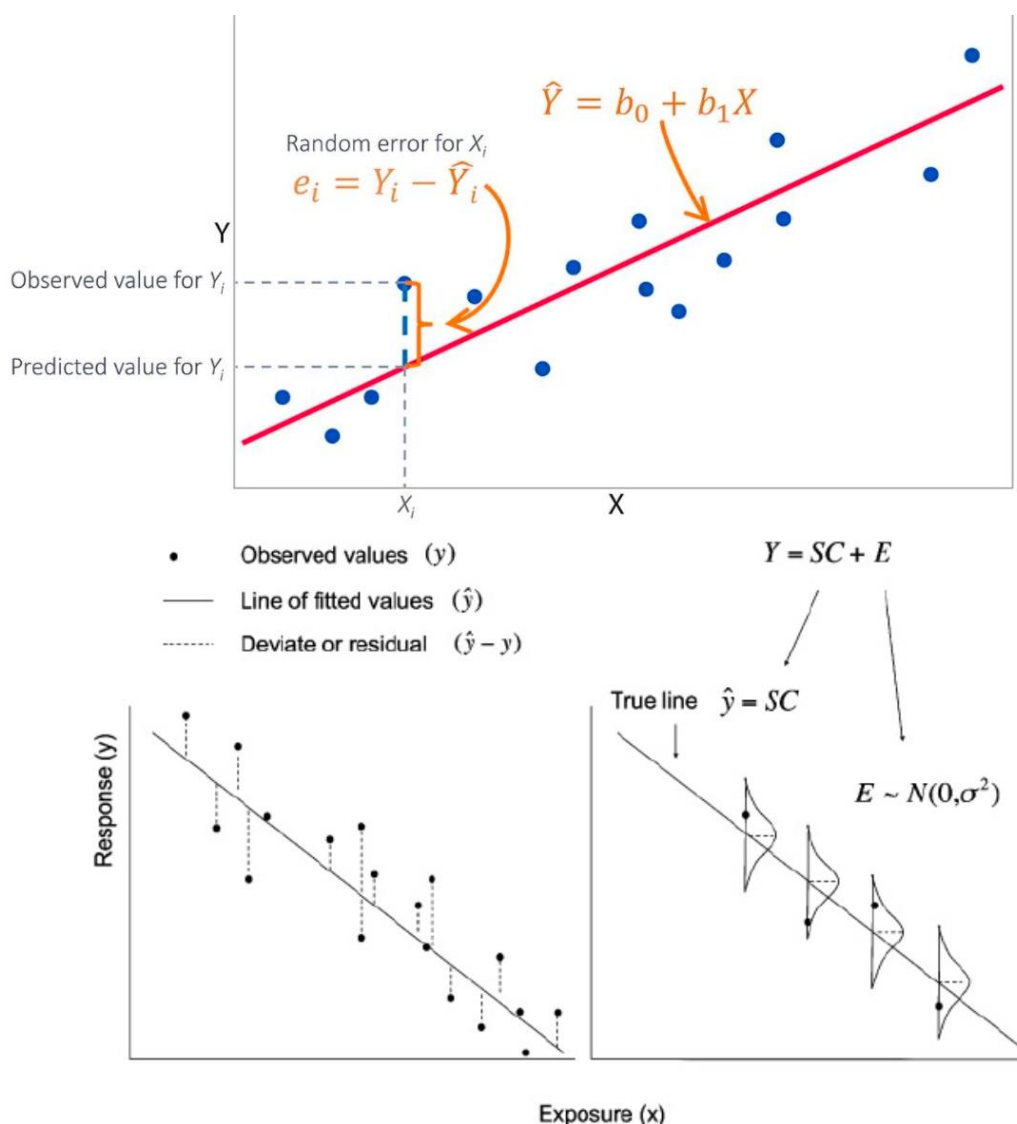 Ŷ = b₀ + b₁X
Random error for Xᵢ
eᵢ = Yᵢ − Ŷᵢ
Y
Observed value for Yᵢ
Predicted value for Yᵢ
Xᵢ
X
Observed values (y)
Line of fitted values (ŷ)
Deviate or residual (ŷ − y)
Y = SC + E
True line ŷ = SC
E ~ N(0,σ²)
Response (y)
Exposure (x)